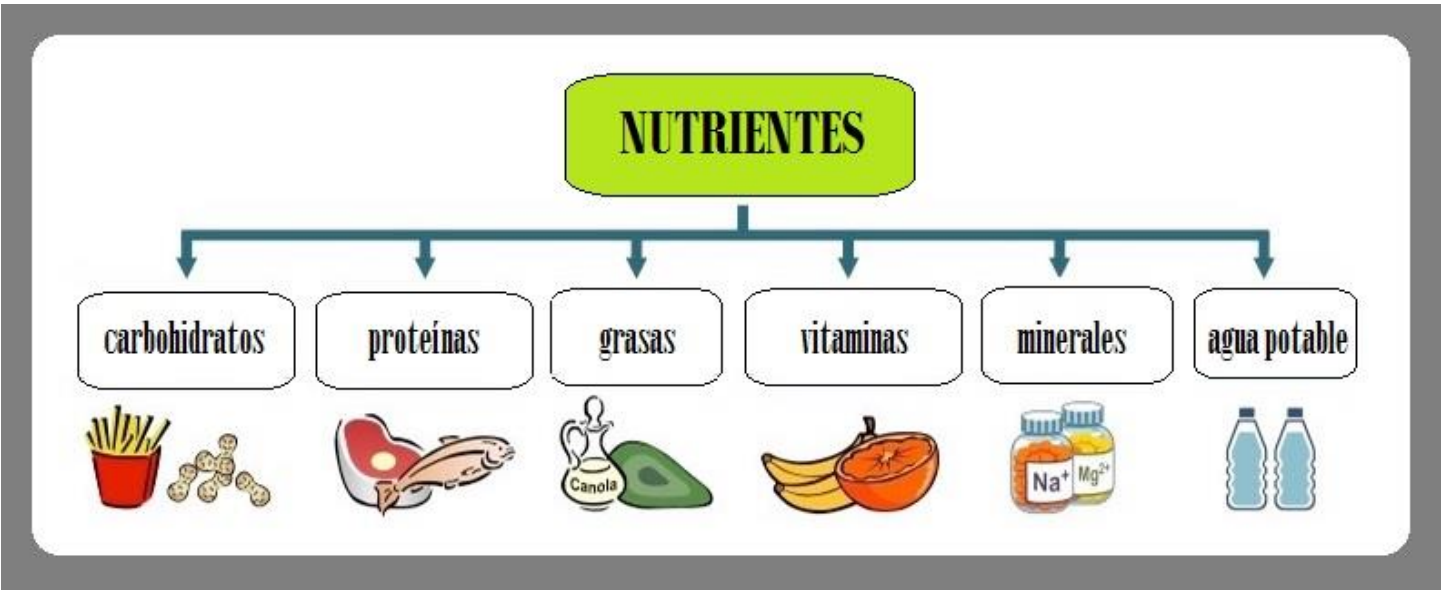 NUTRIENTES
carbohidratos
proteínas
grasas
vitaminas
minerales
agua potable
Canola
Na⁺
Mg²⁺